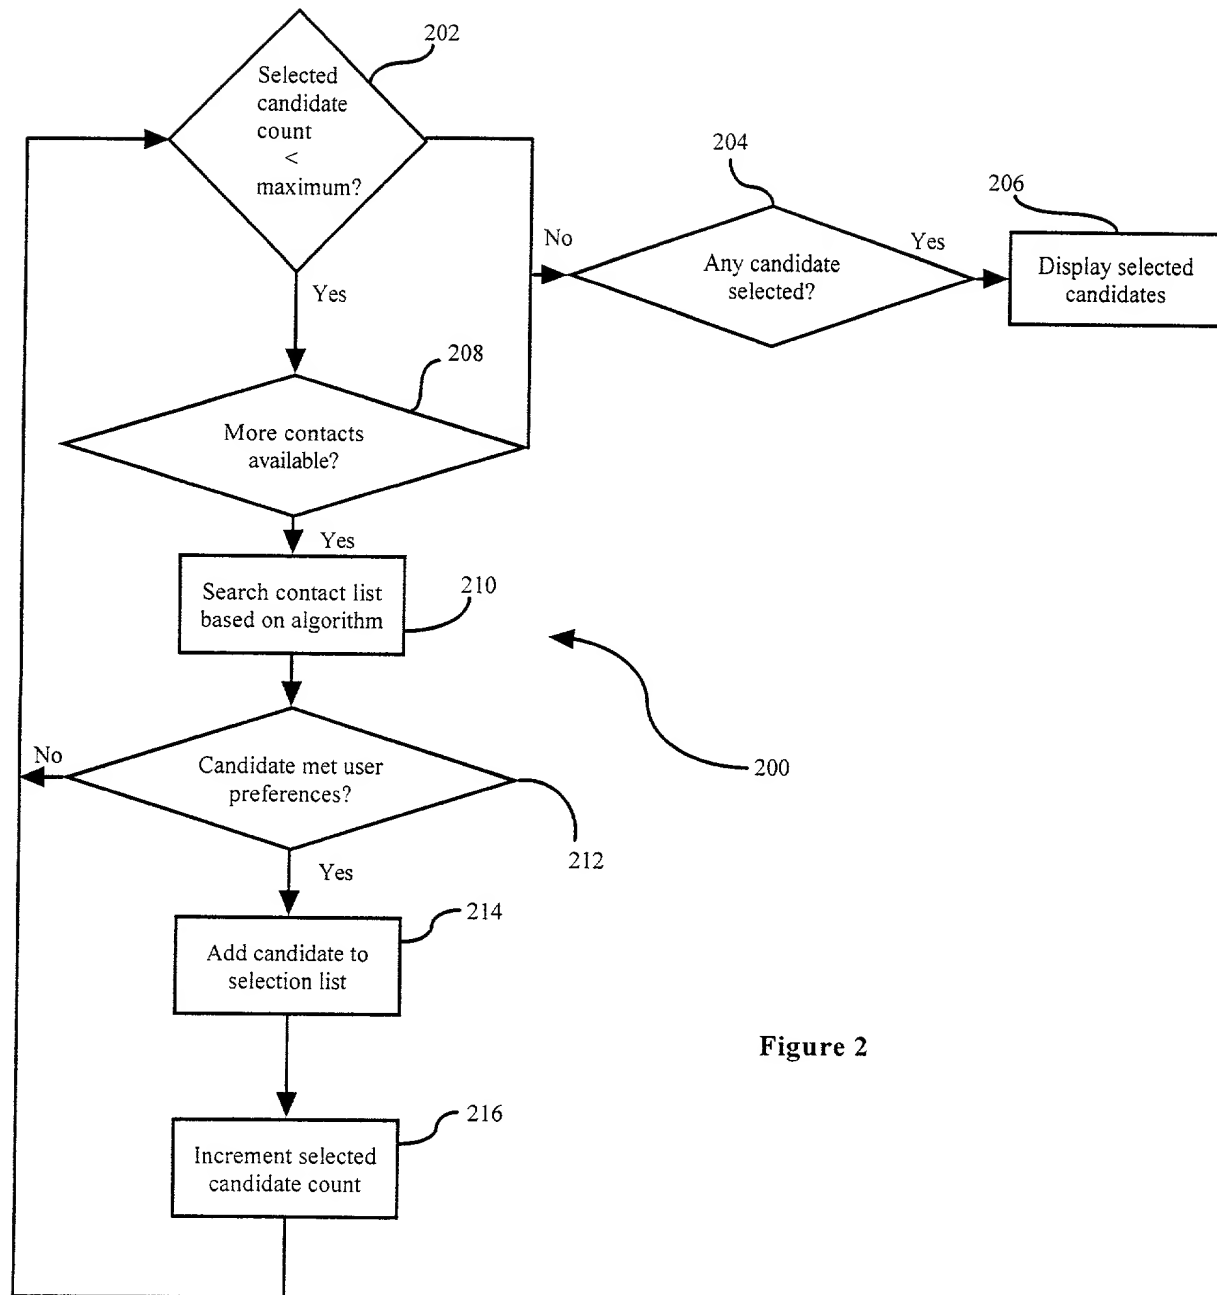 202
Selected
candidate
count
<
maximum?
204
206
No
Any candidate
selected?
Yes
Display selected
candidates
Yes
208
More contacts
available?
Yes
Search contact list
based on algorithm
210
200
No
Candidate met user
preferences?
212
Yes
214
Add candidate to
selection list
Figure 2
216
Increment selected
candidate count